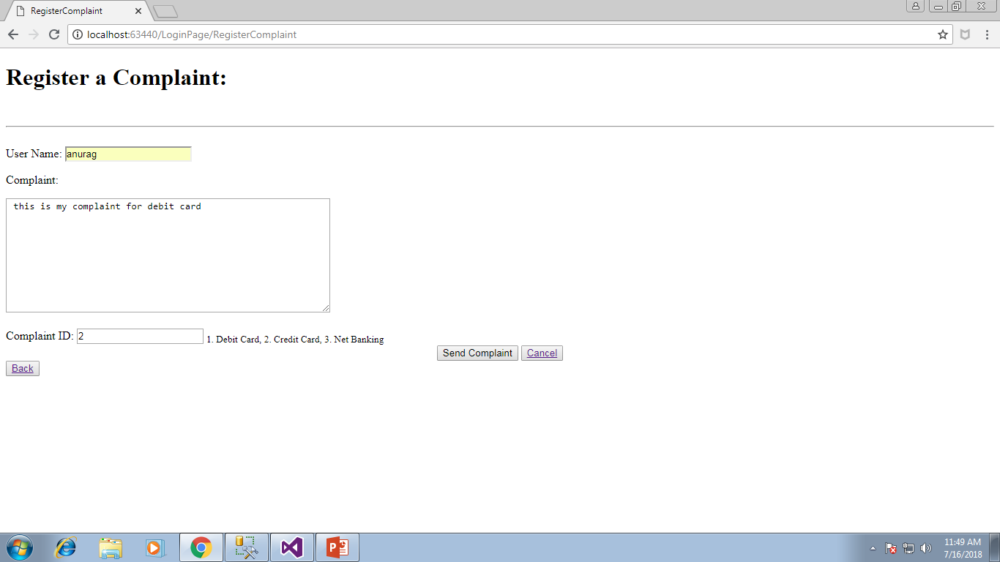 RegisterComplaint
localhost:63440/LoginPage/RegisterComplaint
Register a Complaint:
User Name: anurag
Complaint:
this is my complaint for debit card
Complaint ID: 2 1. Debit Card, 2. Credit Card, 3. Net Banking
Send Complaint Cancel
Back
11:49 AM
7/16/2018